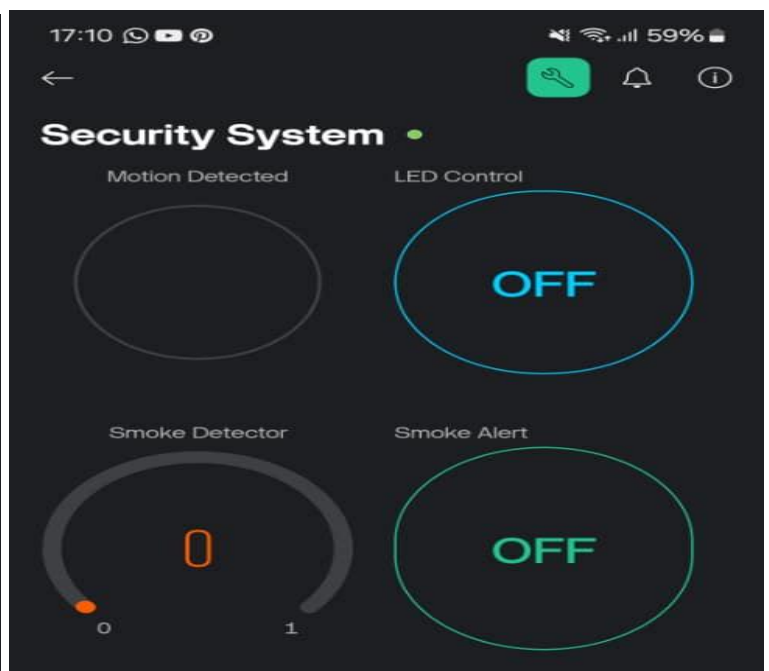 17:10 59%
Security System
Motion Detected LED Control
OFF
Smoke Detector Smoke Alert
0 OFF
0 1